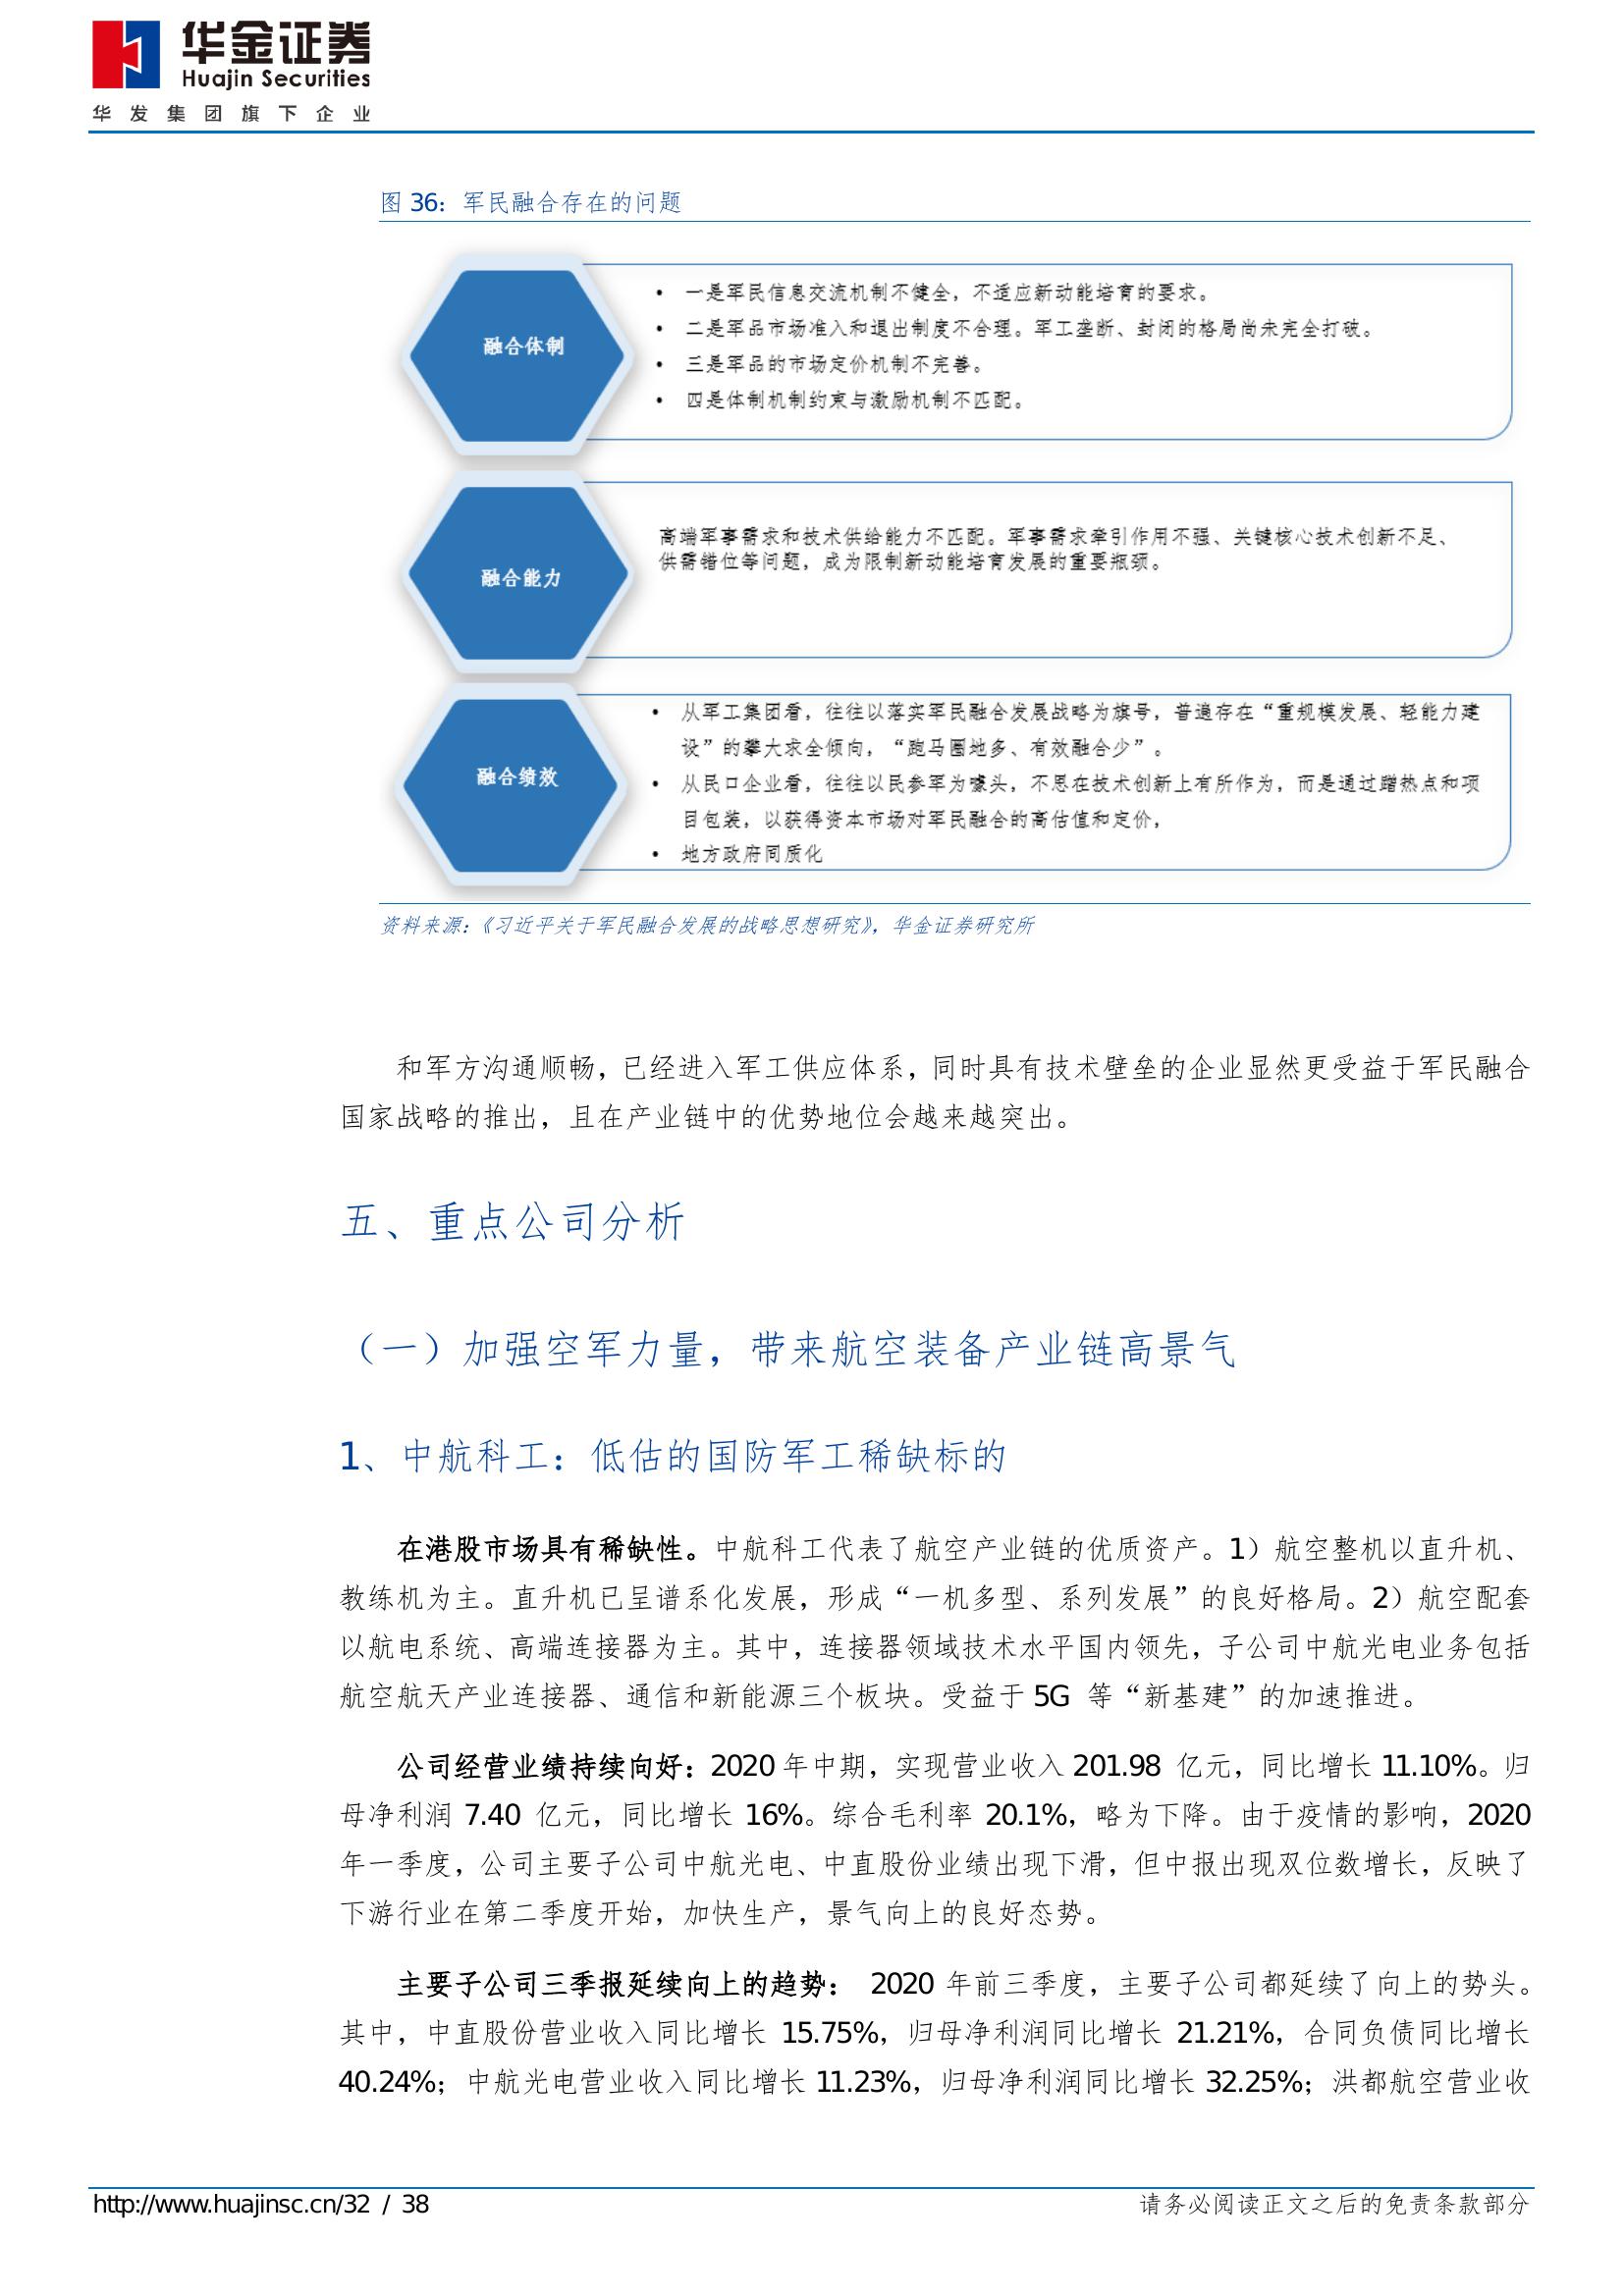 华金证券
Huajin Securities
华发集团旗下企业
图 36：军民融合存在的问题
融合体制
• 一是军民信息交流机制不健全，不适应新动能培育的要求。
• 二是军品市场准入和退出制度不合理。军工垄断、封闭的格局尚未完全打破。
• 三是军品的市场定价机制不完善。
• 四是体制机制约束与激励机制不匹配。
融合能力
高端军事需求和技术供给能力不匹配。军事需求牵引作用不强、关键核心技术创新不足、
供需错位等问题，成为限制新动能培育发展的重要瓶颈。
融合绩效
• 从军工集团看，往往以落实军民融合发展战略为旗号，普遍存在“重规模发展、轻能力建
设”的攀大求全倾向，“跑马圈地多、有效融合少”。
• 从民口企业看，往往以民参军为噱头，不思在技术创新上有所作为，而是通过蹭热点和项
目包装，以获得资本市场对军民融合的高估值和定价，
• 地方政府同质化
资料来源：《习近平关于军民融合发展的战略思想研究》，华金证券研究所
和军方沟通顺畅，已经进入军工供应体系，同时具有技术壁垒的企业显然更受益于军民融合
国家战略的推出，且在产业链中的优势地位会越来越突出。
五、重点公司分析
（一）加强空军力量，带来航空装备产业链高景气
1、中航科工：低估的国防军工稀缺标的
在港股市场具有稀缺性。中航科工代表了航空产业链的优质资产。1）航空整机以直升机、
教练机为主。直升机已呈谱系化发展，形成“一机多型、系列发展”的良好格局。2）航空配套
以航电系统、高端连接器为主。其中，连接器领域技术水平国内领先，子公司中航光电业务包括
航空航天产业连接器、通信和新能源三个板块。受益于 5G 等“新基建”的加速推进。
公司经营业绩持续向好：2020 年中期，实现营业收入 201.98 亿元，同比增长 11.10%。归
母净利润 7.40 亿元，同比增长 16%。综合毛利率 20.1%，略为下降。由于疫情的影响，2020
年一季度，公司主要子公司中航光电、中直股份业绩出现下滑，但中报出现双位数增长，反映了
下游行业在第二季度开始，加快生产，景气向上的良好态势。
主要子公司三季报延续向上的趋势： 2020 年前三季度，主要子公司都延续了向上的势头。
其中，中直股份营业收入同比增长 15.75%，归母净利润同比增长 21.21%，合同负债同比增长
40.24%；中航光电营业收入同比增长 11.23%，归母净利润同比增长 32.25%；洪都航空营业收
http://www.huajinsc.cn/32 / 38
请务必阅读正文之后的免责条款部分